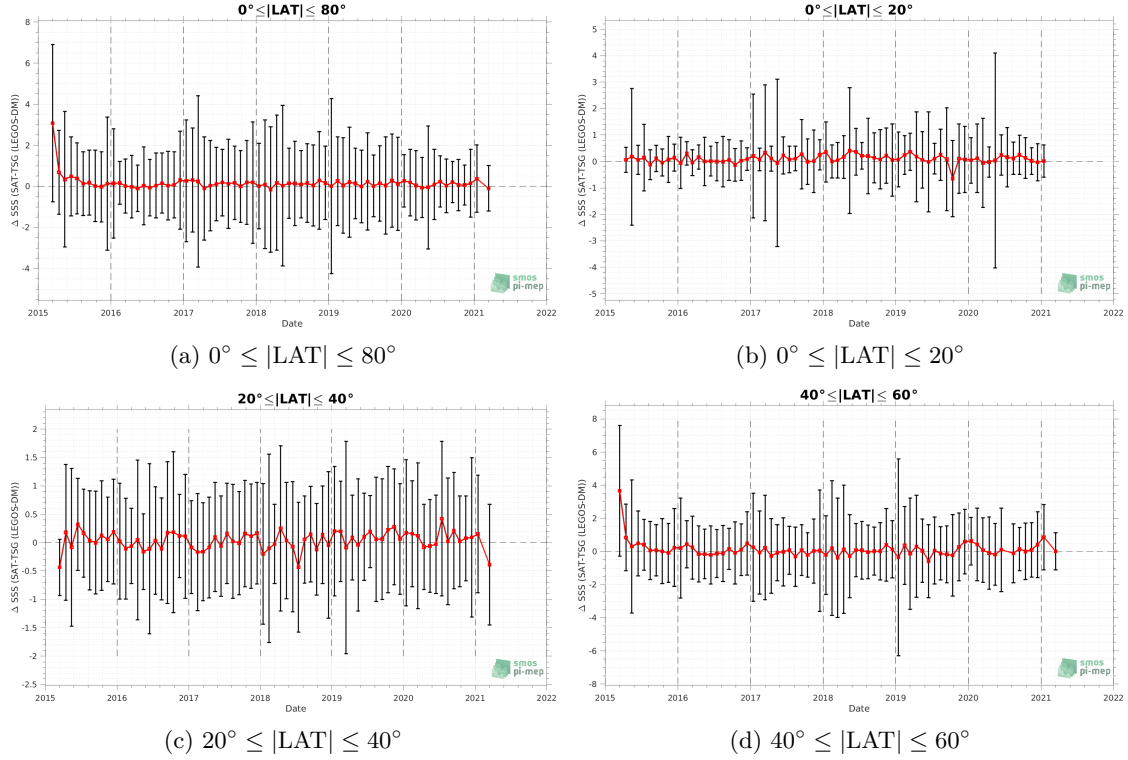 0°≤|LAT|≤ 80°
Δ SSS (SAT-TSG (LEGOS-DM))
8
6
4
2
0
-2
-4
2015 2016 2017 2018 2019 2020 2021 2022
Date
smos
pi-mep
(a) 0° ≤ |LAT| ≤ 80°
0°≤|LAT|≤ 20°
Δ SSS (SAT-TSG (LEGOS-DM))
5
4
3
2
1
0
-1
-2
-3
-4
-5
2015 2016 2017 2018 2019 2020 2021 2022
Date
smos
pi-mep
(b) 0° ≤ |LAT| ≤ 20°
20°≤|LAT|≤ 40°
Δ SSS (SAT-TSG (LEGOS-DM))
2
1.5
1
0.5
0
-0.5
-1
-1.5
-2
-2.5
2015 2016 2017 2018 2019 2020 2021 2022
Date
smos
pi-mep
(c) 20° ≤ |LAT| ≤ 40°
40°≤|LAT|≤ 60°
Δ SSS (SAT-TSG (LEGOS-DM))
8
6
4
2
0
-2
-4
-6
-8
2015 2016 2017 2018 2019 2020 2021 2022
Date
smos
pi-mep
(d) 40° ≤ |LAT| ≤ 60°